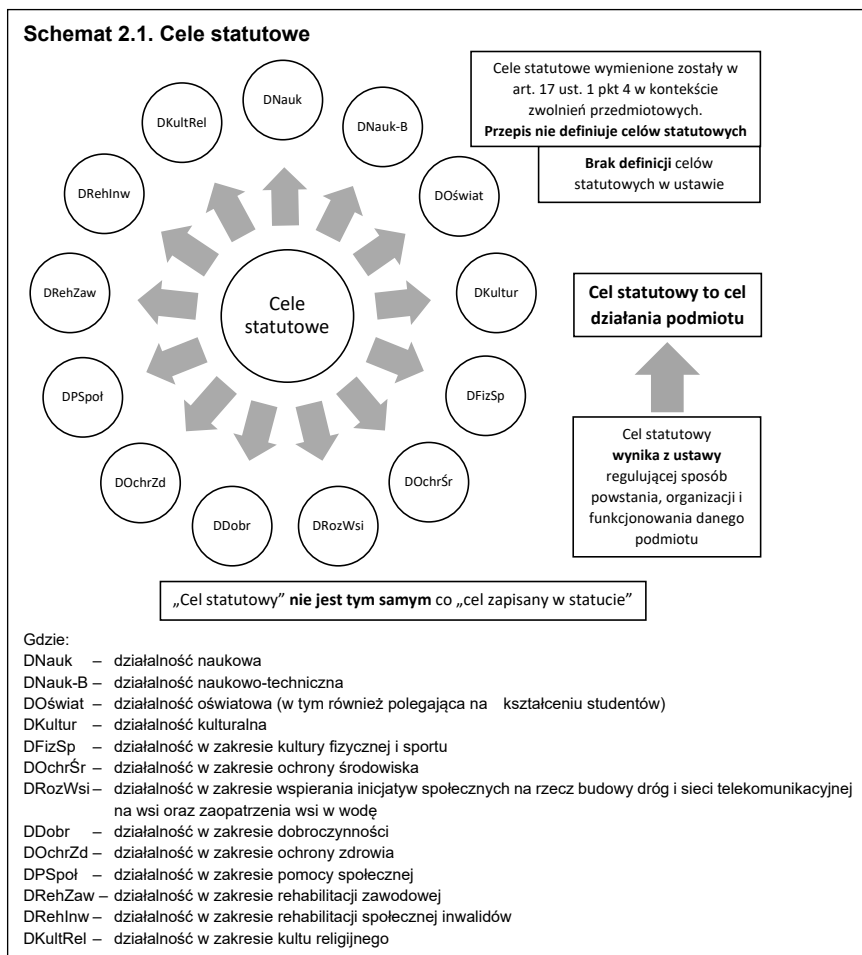 Schemat 2.1. Cele statutowe
DNauk
DNauk-B
DOświat
DKultur
DFizSp
DOchrŚr
DRozWsi
DDobr
DOchrZd
DPSpoł
DRehZaw
DRehInw
DKultRel
Cele
statutowe
Cele statutowe wymienione zostały w
art. 17 ust. 1 pkt 4 w kontekście
zwolnień przedmiotowych.
Przepis nie definiuje celów statutowych
Brak definicji celów
statutowych w ustawie
Cel statutowy to cel
działania podmiotu
Cel statutowy
wynika z ustawy
regulującej sposób
powstania, organizacji i
funkcjonowania danego
podmiotu
„Cel statutowy” nie jest tym samym co „cel zapisany w statucie”
Gdzie:
DNauk – działalność naukowa
DNauk-B – działalność naukowo-techniczna
DOświat – działalność oświatowa (w tym również polegająca na kształceniu studentów)
DKultur – działalność kulturalna
DFizSp – działalność w zakresie kultury fizycznej i sportu
DOchrŚr – działalność w zakresie ochrony środowiska
DRozWsi – działalność w zakresie wspierania inicjatyw społecznych na rzecz budowy dróg i sieci telekomunikacyjnej
na wsi oraz zaopatrzenia wsi w wodę
DDobr – działalność w zakresie dobroczynności
DOchrZd – działalność w zakresie ochrony zdrowia
DPSpoł – działalność w zakresie pomocy społecznej
DRehZaw – działalność w zakresie rehabilitacji zawodowej
DRehInw – działalność w zakresie rehabilitacji społecznej inwalidów
DKultRel – działalność w zakresie kultu religijnego